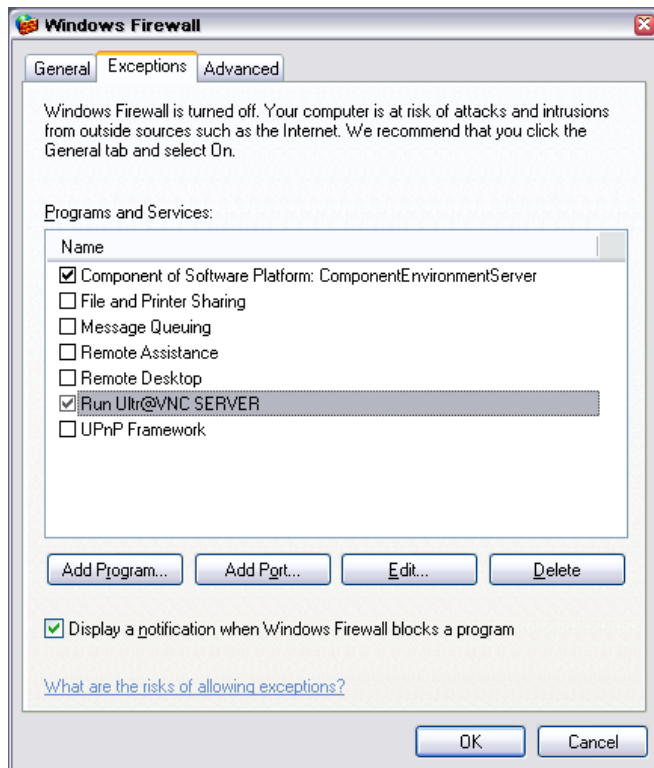 Windows Firewall
General Exceptions Advanced
Windows Firewall is turned off. Your computer is at risk of attacks and intrusions
from outside sources such as the Internet. We recommend that you click the
General tab and select On.
Programs and Services:
Name
Component of Software Platform: ComponentEnvironmentServer
File and Printer Sharing
Message Queuing
Remote Assistance
Remote Desktop
Run Ultr@VNC SERVER
UPnP Framework
Add Program... Add Port... Edit... Delete
Display a notification when Windows Firewall blocks a program
What are the risks of allowing exceptions?
OK Cancel